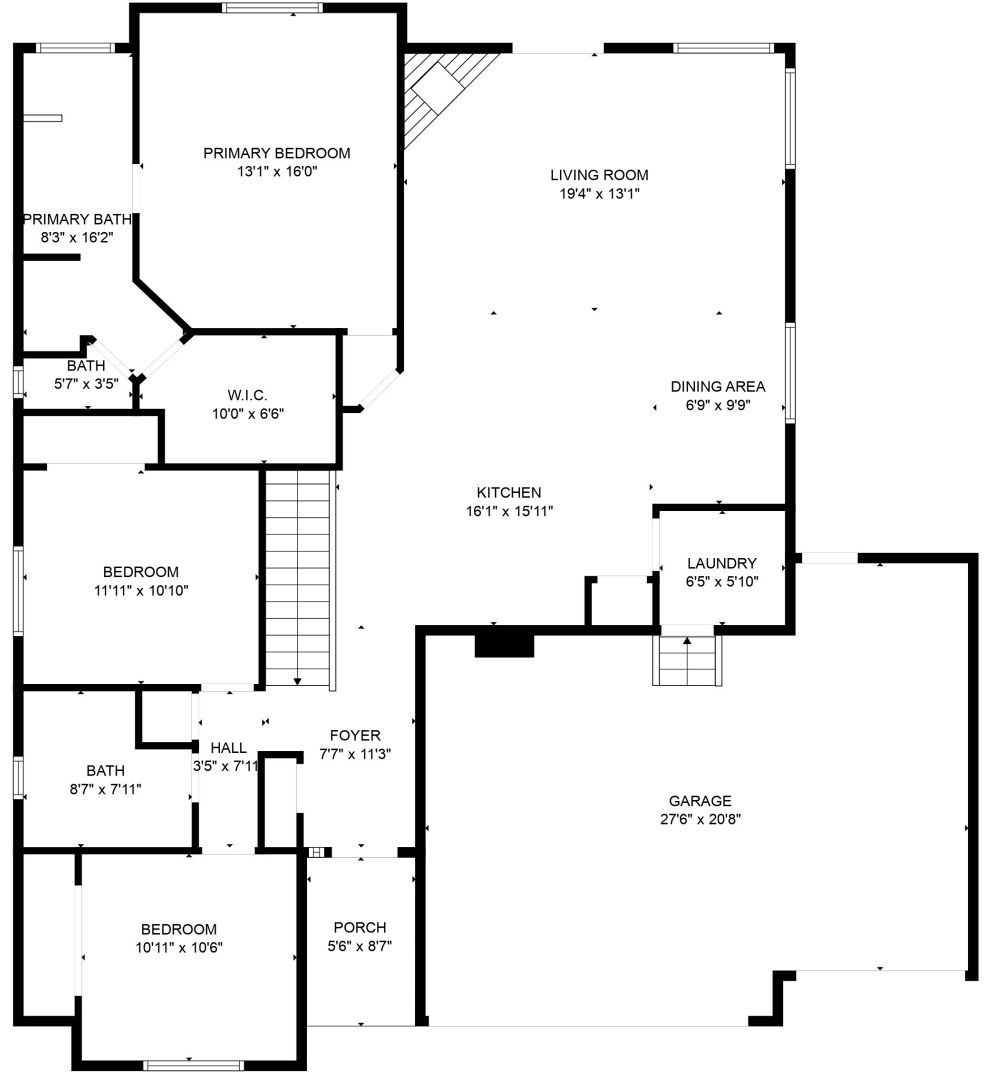 PRIMARY BEDROOM
13'1" x 16'0"
LIVING ROOM
19'4" x 13'1"
PRIMARY BATH
8'3" x 16'2"
BATH
5'7" x 3'5"
W.I.C.
10'0" x 6'6"
DINING AREA
6'9" x 9'9"
KITCHEN
16'1" x 15'11"
BEDROOM
11'11" x 10'10"
LAUNDRY
6'5" x 5'10"
FOYER
7'7" x 11'3"
HALL
3'5" x 7'11
BATH
8'7" x 7'11"
GARAGE
27'6" x 20'8"
BEDROOM
10'11" x 10'6"
PORCH
5'6" x 8'7"